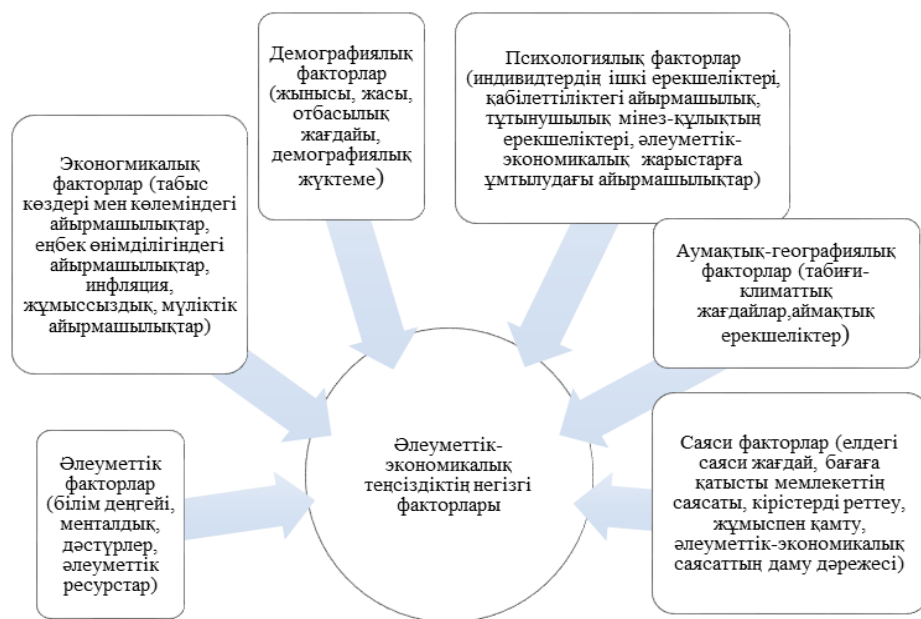 Демографиялық
факторлар
(жынысы, жасы,
отбасылық
жағдайы,
демографиялық
жүктеме)
Психологиялық факторлар
(индивидтердің ішкі ерекшеліктері,
қабілеттіліктегі айырмашылық,
тұтынушылық мінез-құлықтың
ерекшеліктері, әлеуметтік-
экономикалық жарыстарға
ұмтылудағы айырмашылықтар)
Эконогмикалық
факторлар (табыс
көздері мен көлеміндегі
айырмашылықтар,
еңбек өнімділігіндегі
айырмашылықтар,
инфляция,
жұмыссыздық, мүліктік
айырмашылықтар)
Аумақтық-географиялық
факторлар (табиғи-
климаттық
жағдайлар,аймақтық
ерекшеліктер)
Әлеуметтік
факторлар
(білім деңгейі,
менталдық,
дәстүрлер,
әлеуметтік
ресурстар)
Әлеуметтік-
экономикалық
теңсіздіктің негізгі
факторлары
Саяси факторлар (елдегі
саяси жағдай, бағаға
қатысты мемлекеттің
саясаты, кірістерді реттеу,
жұмыспен қамту,
әлеуметтік-экономикалық
саясаттың даму дәрежесі)